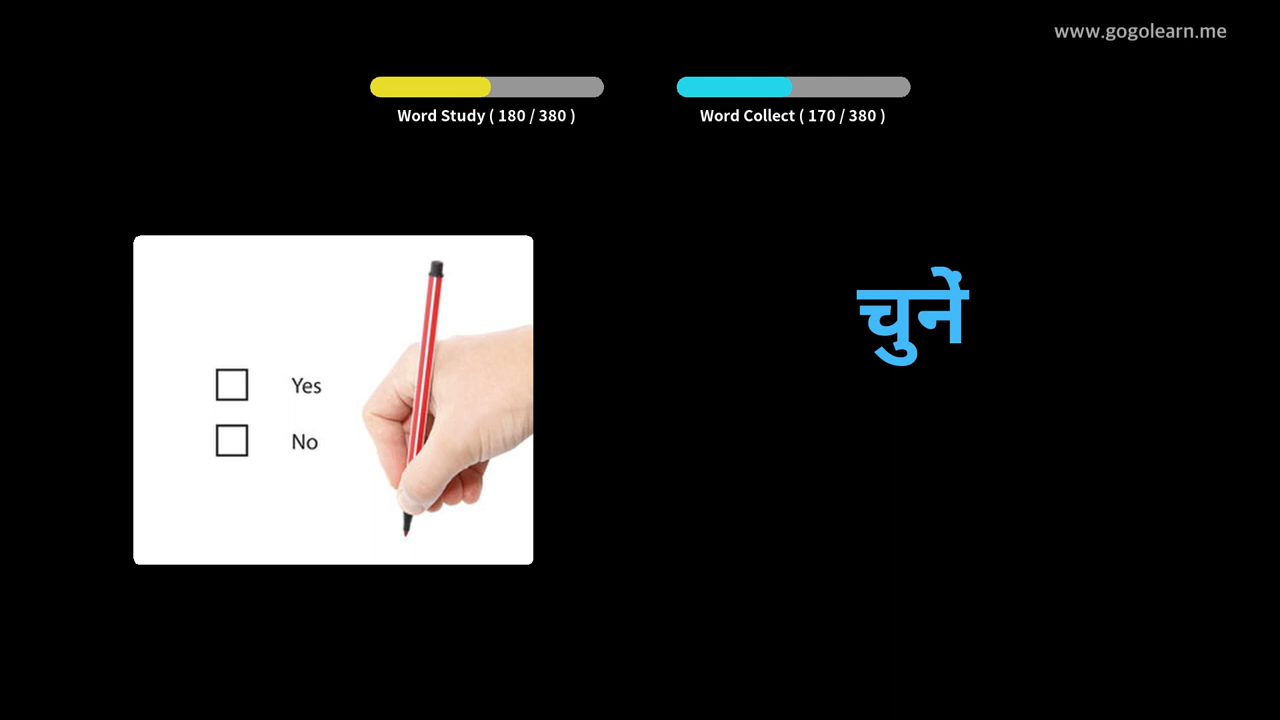 www.gogolearn.me
Word Study ( 180 / 380 )
Word Collect ( 170 / 380 )
चुनें
Yes
No